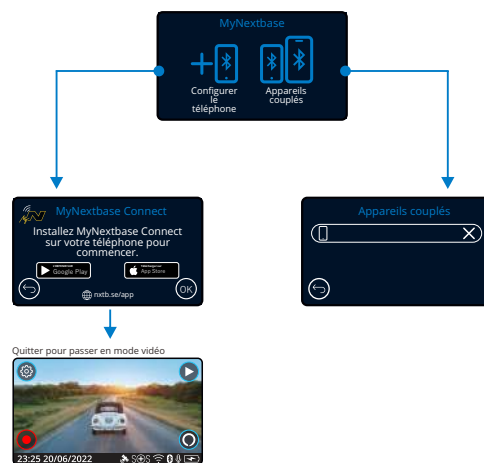 MyNextbase
Configurer
le
téléphone
Appareils
couplés
MyNextbase Connect
Installez MyNextbase Connect
sur votre téléphone pour
commencer.
Google Play
App Store
nxtb.se/app
OK
Appareils couplés
Quitter pour passer en mode vidéo
23:25 20/06/2022
SOS